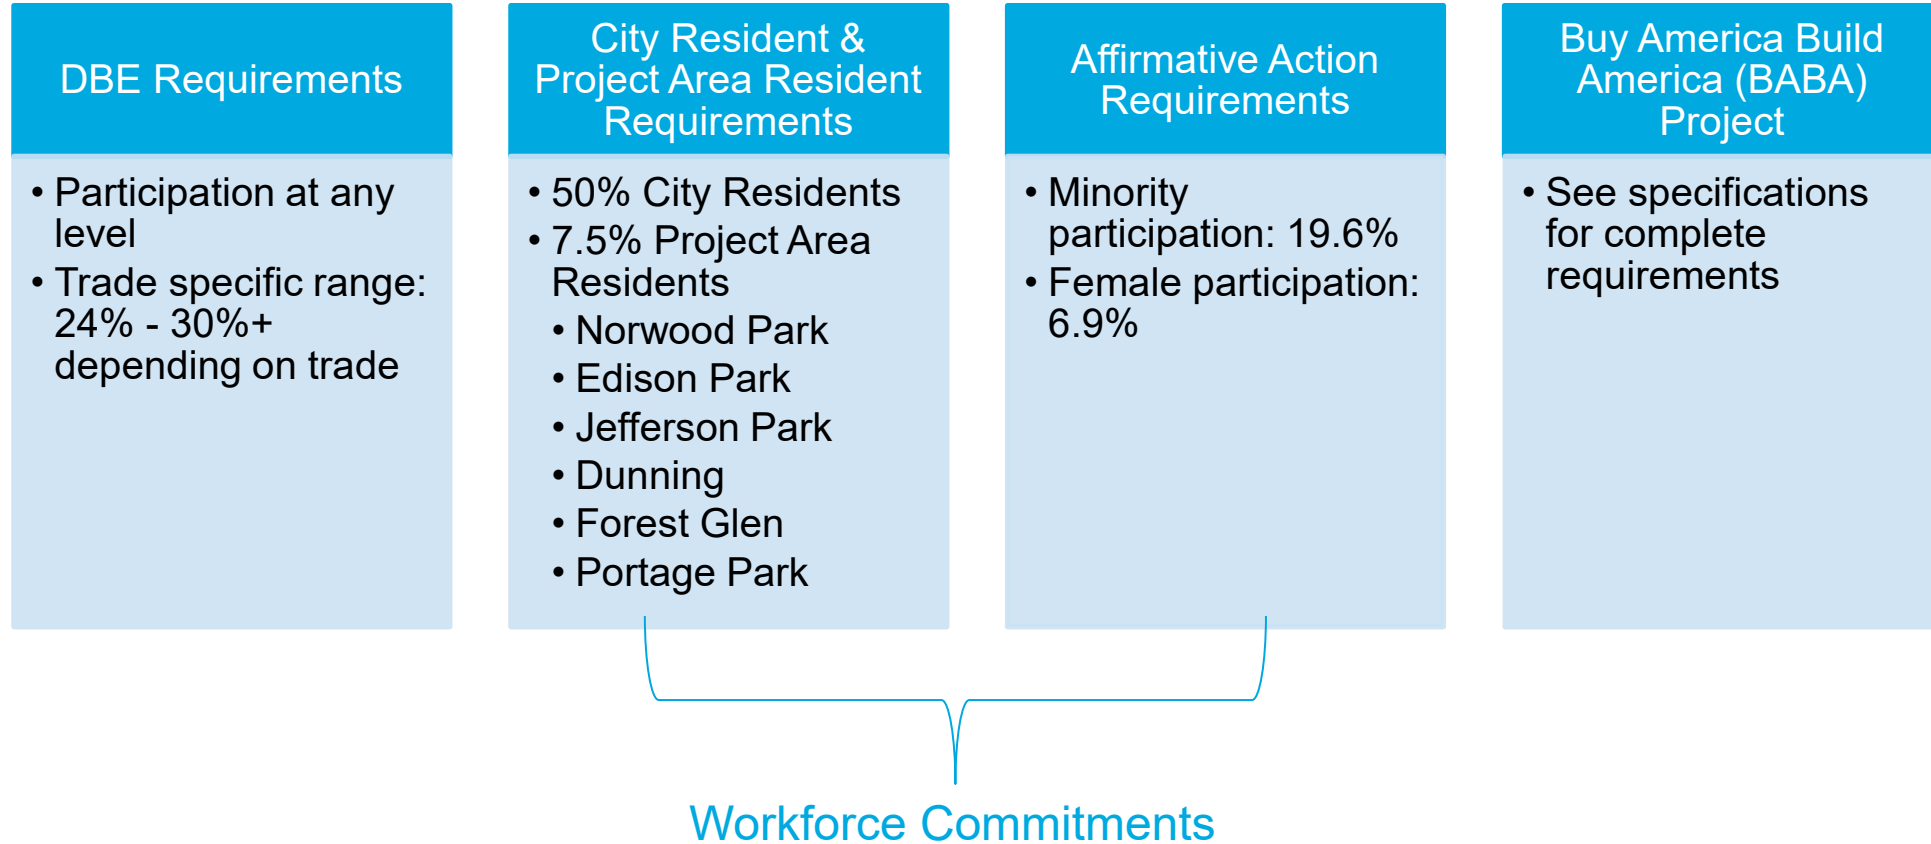 DBE Requirements
• Participation at any
level
• Trade specific range:
24% - 30%+
depending on trade
City Resident &
Project Area Resident
Requirements
• 50% City Residents
• 7.5% Project Area
Residents
• Norwood Park
• Edison Park
• Jefferson Park
• Dunning
• Forest Glen
• Portage Park
Affirmative Action
Requirements
• Minority
participation: 19.6%
• Female participation:
6.9%
Buy America Build
America (BABA)
Project
• See specifications
for complete
requirements
Workforce Commitments